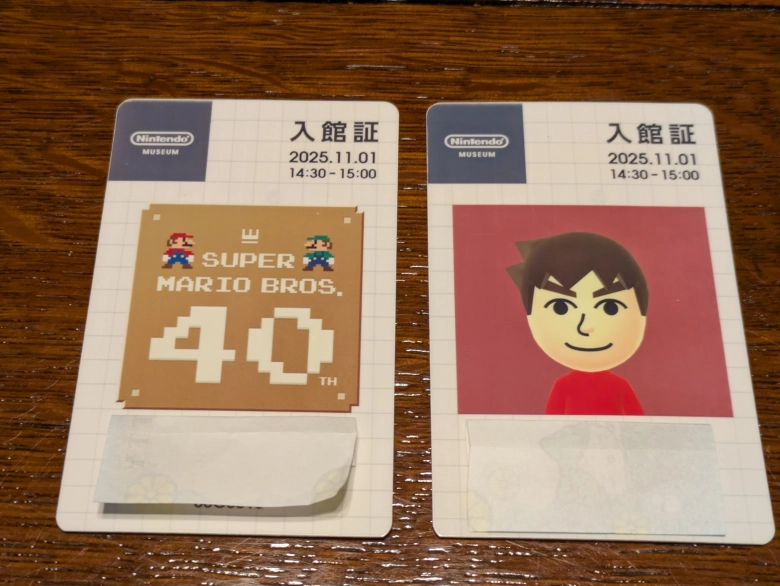 Nintendo
MUSEUM
入館証
2025.11.01
14:30 - 15:00
SUPER
MARIO BROS.
40
TH
Nintendo
MUSEUM
入館証
2025.11.01
14:30 - 15:00